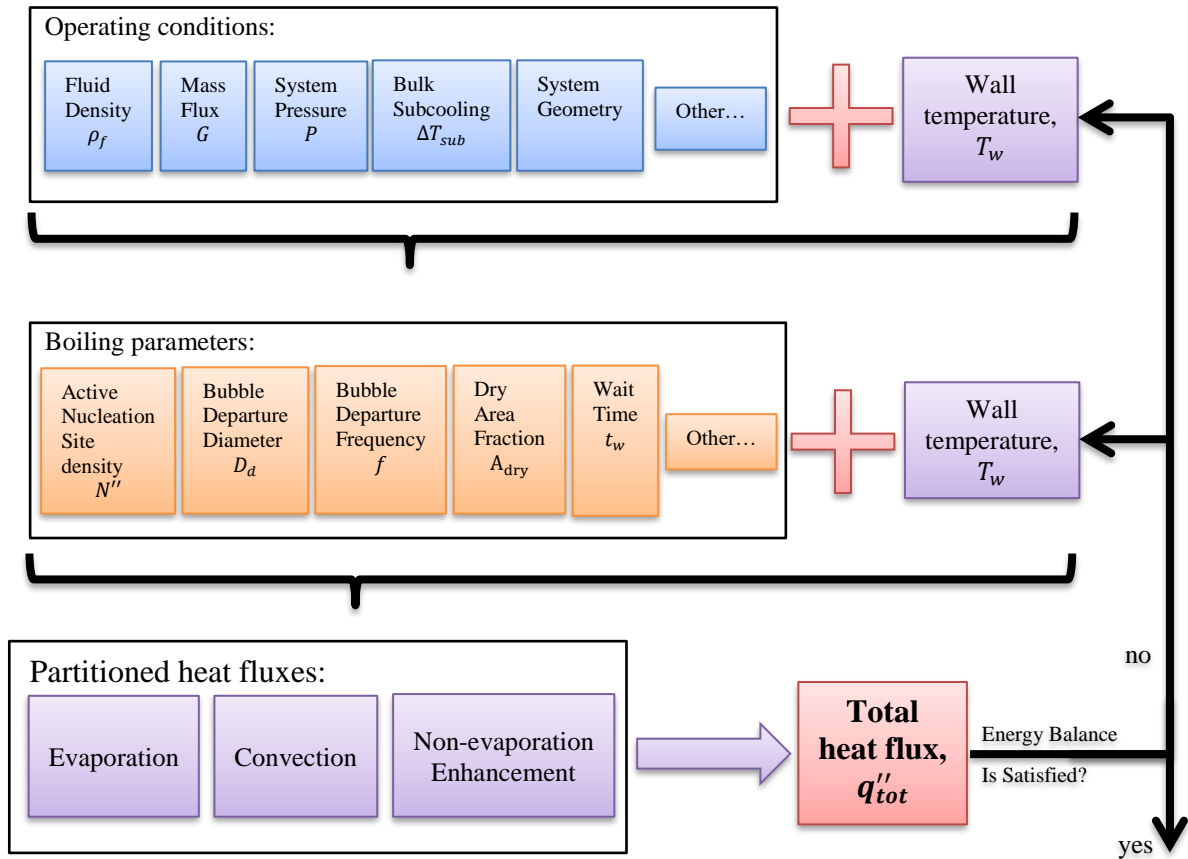 Operating conditions:
Fluid
Density
ρ_f
Mass
Flux
G
System
Pressure
P
Bulk
Subcooling
ΔT_sub
System
Geometry
Other…
Wall
temperature,
T_w
Boiling parameters:
Active
Nucleation
Site
density
N''
Bubble
Departure
Diameter
D_d
Bubble
Departure
Frequency
f
Dry
Area
Fraction
A_dry
Wait
Time
t_w
Other…
Wall
temperature,
T_w
Partitioned heat fluxes:
Evaporation
Convection
Non-evaporation
Enhancement
Total
heat flux,
q''_tot
Energy Balance
Is Satisfied?
no
yes